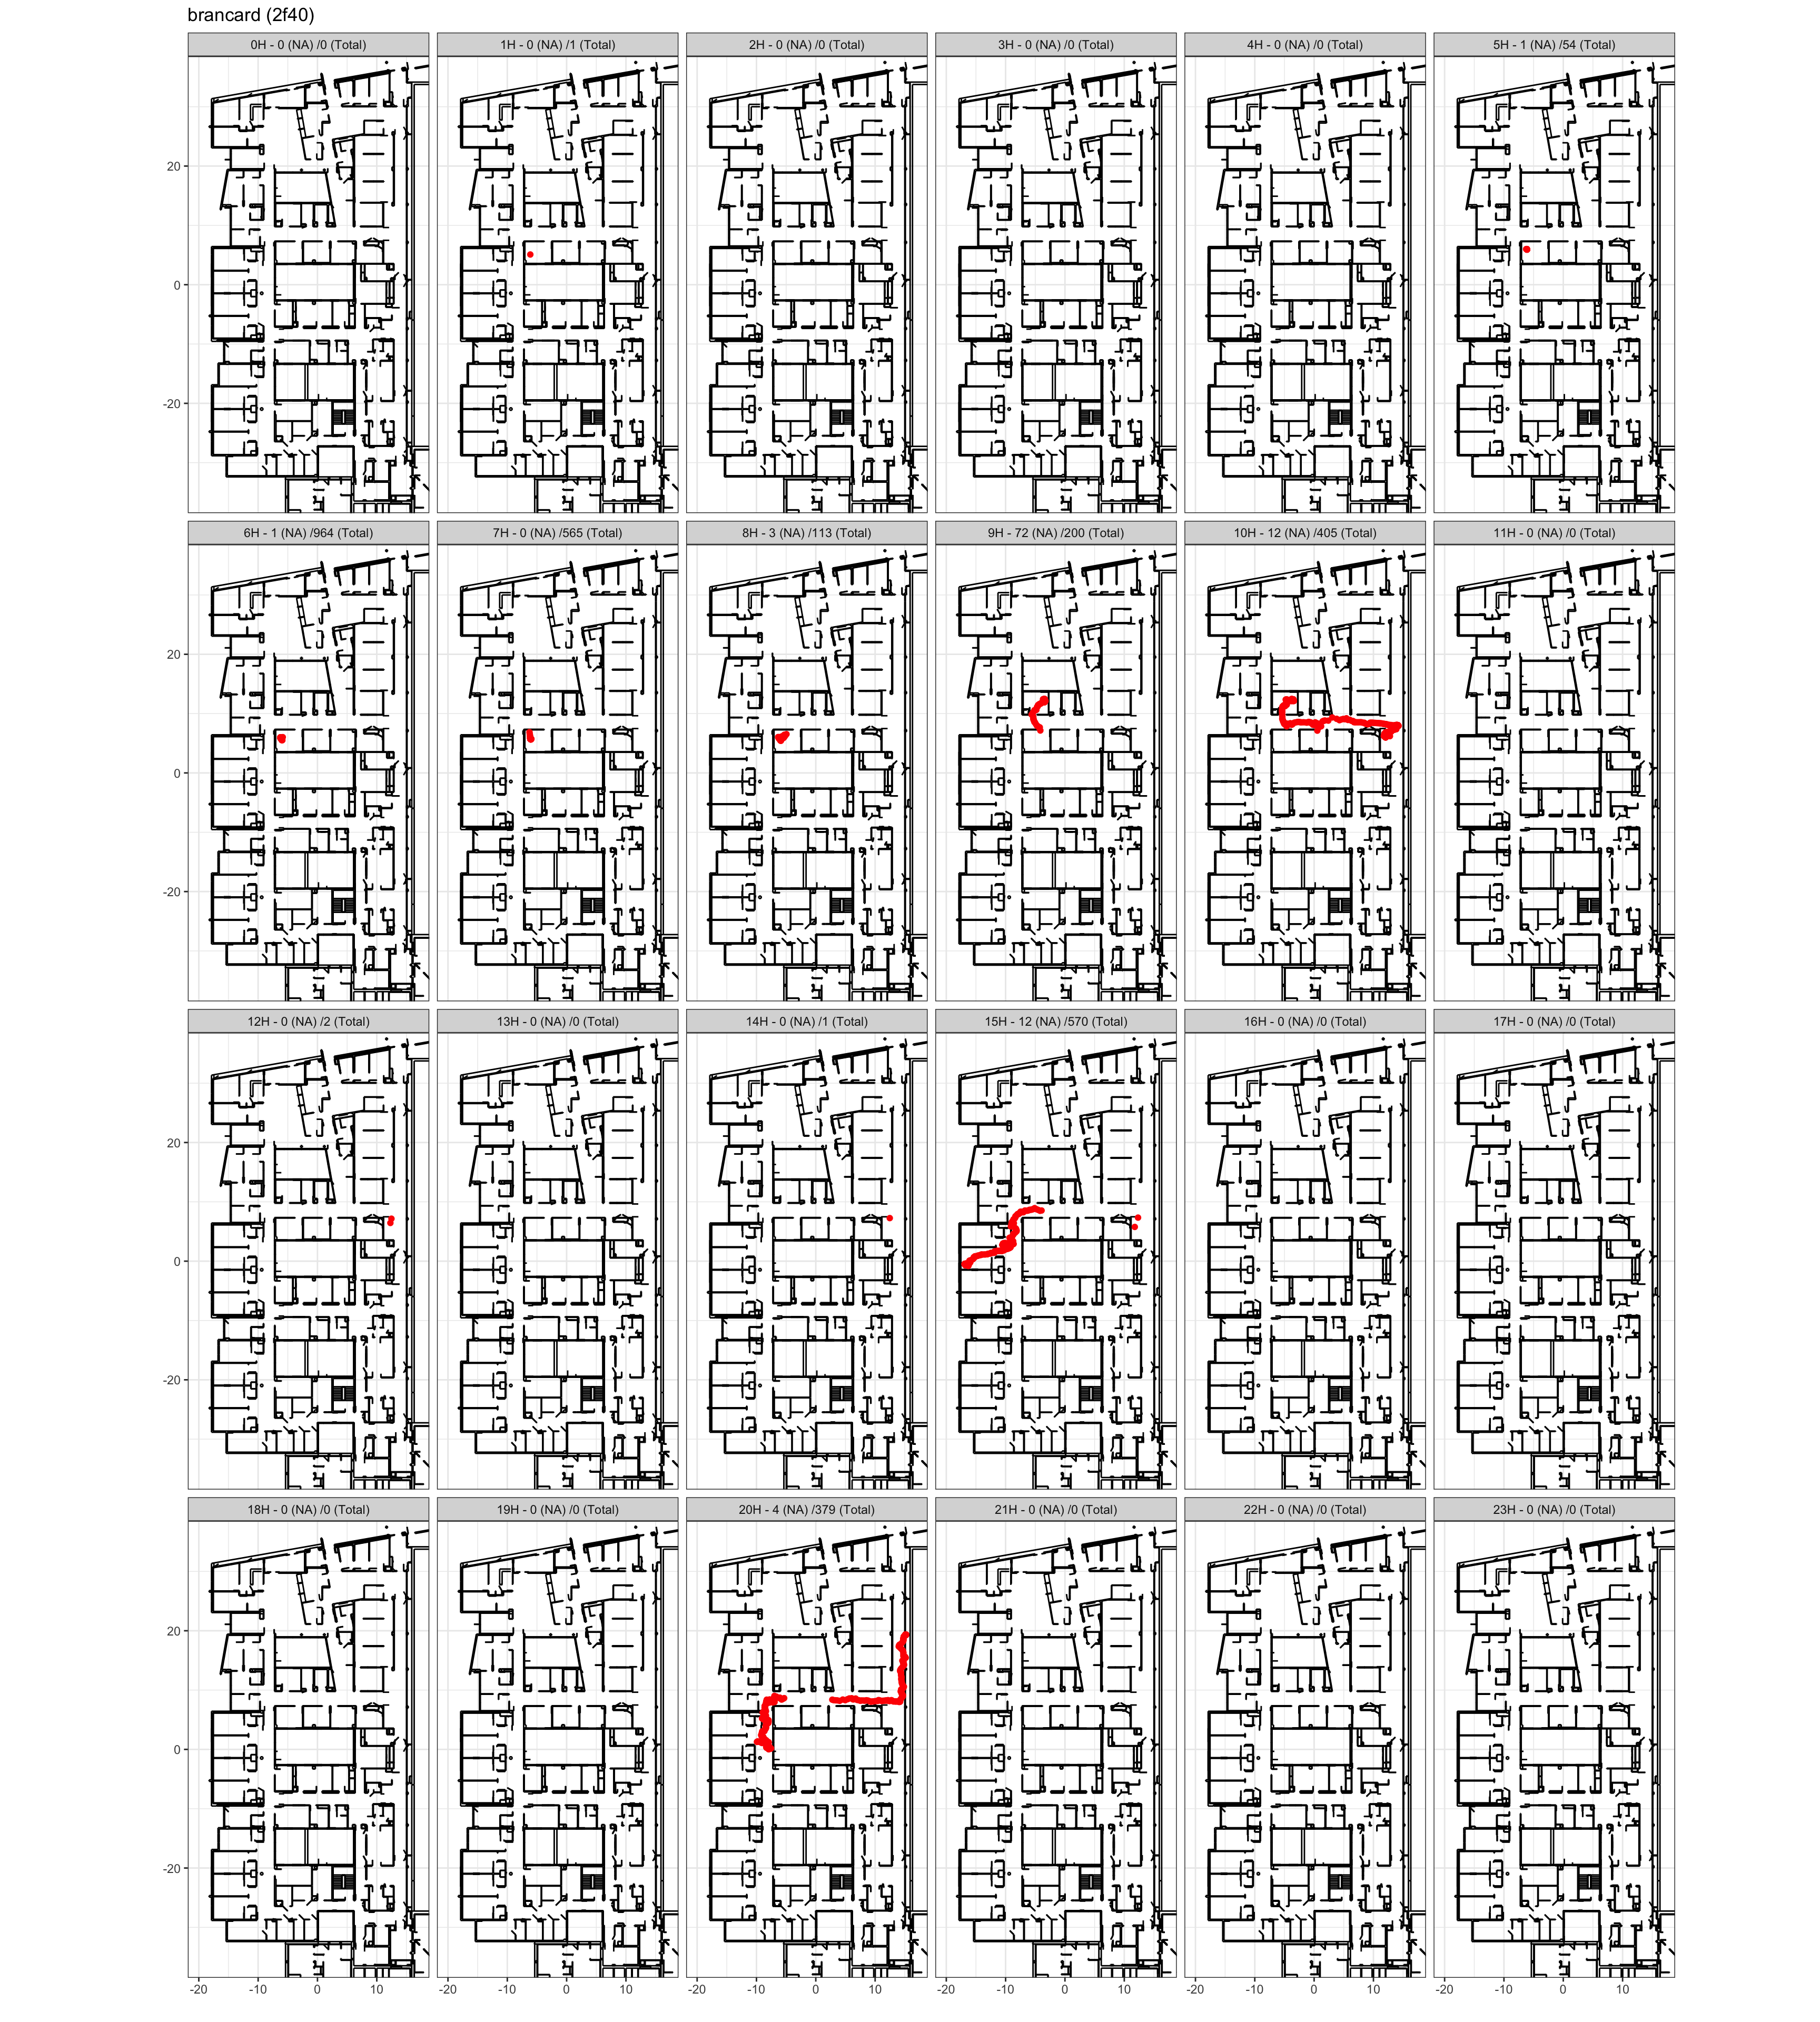 brancard (2f40)
0H - 0 (NA) /0 (Total) 1H - 0 (NA) /1 (Total) 2H - 0 (NA) /0 (Total) 3H - 0 (NA) /0 (Total) 4H - 0 (NA) /0 (Total) 5H - 1 (NA) /54 (Total)
20
0
-20
6H - 1 (NA) /964 (Total) 7H - 0 (NA) /565 (Total) 8H - 3 (NA) /113 (Total) 9H - 72 (NA) /200 (Total) 10H - 12 (NA) /405 (Total) 11H - 0 (NA) /0 (Total)
20
0
-20
12H - 0 (NA) /2 (Total) 13H - 0 (NA) /0 (Total) 14H - 0 (NA) /1 (Total) 15H - 12 (NA) /570 (Total) 16H - 0 (NA) /0 (Total) 17H - 0 (NA) /0 (Total)
20
0
-20
18H - 0 (NA) /0 (Total) 19H - 0 (NA) /0 (Total) 20H - 4 (NA) /379 (Total) 21H - 0 (NA) /0 (Total) 22H - 0 (NA) /0 (Total) 23H - 0 (NA) /0 (Total)
20
0
-20
-20 -10 0 10 -20 -10 0 10 -20 -10 0 10 -20 -10 0 10 -20 -10 0 10 -20 -10 0 10